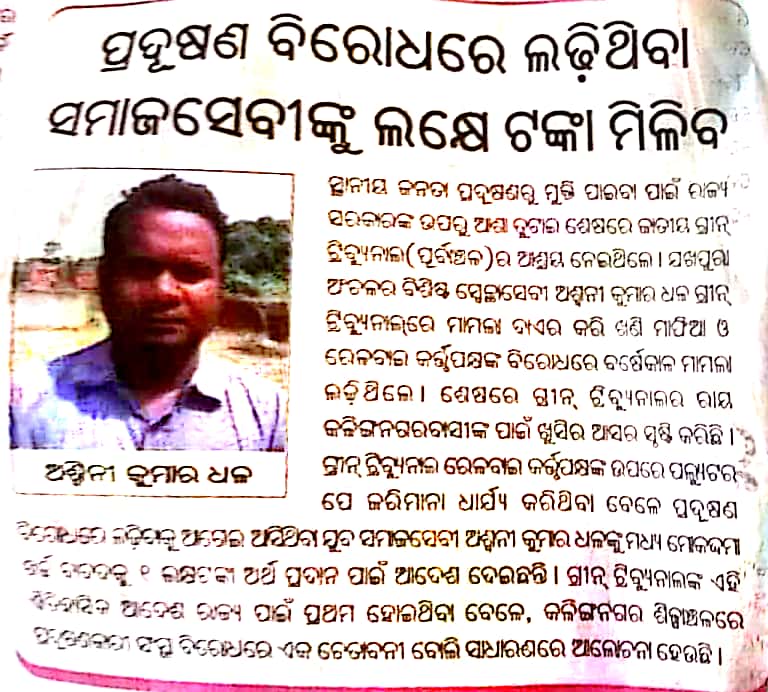 ପ୍ରଦୂଷଣ ବିରୋଧରେ ଲଢ଼ିଥିବା
ସମାଜସେବୀଙ୍କୁ ଲକ୍ଷେ ଟଙ୍କା ମିଳିବ
ସ୍ଥାନୀୟ ଜନତା ପ୍ରଦୂଷଣରୁ ମୁକ୍ତି ପାଇବା ପାଇଁ ରାଜ୍ୟ
ସରକାରଙ୍କ ଉପରୁ ଆଶା ତୁଟାଇ ଶେଷରେ ଜାତୀୟ ଗ୍ରୀନ୍
ଟ୍ରିବ୍ୟୁନାଲ(ପୂର୍ବାଞ୍ଚଳ)ର ଆଶ୍ରୟ ନେଇଥିଲେ । ଯଖପୁରା
ଅଂଚଳର ବିଶିଷ୍ଟ ସ୍ୱେଚ୍ଛାସେବୀ ଅଶ୍ୱିନୀ କୁମାର ଧଳ ଗ୍ରୀନ୍
ଟ୍ରିବ୍ୟୁନାଲ୍‌ରେ ମାମଲା ଦାଏର କରି ଖଣି ମାଫିଆ ଓ
ରେଳବାଇ କର୍ତ୍ତୃପକ୍ଷଙ୍କ ବିରୋଧରେ ବର୍ଷେକାଳ ମାମଲା
ଲଢ଼ିଥିଲେ । ଶେଷରେ ଗ୍ରୀନ୍ ଟ୍ରିବ୍ୟୁନାଲର ରାୟ
କଳିଙ୍ଗନଗରବାସୀଙ୍କ ପାଇଁ ଖୁସିର ଆସର ସୃଷ୍ଟି କରିଛି ।
ଗ୍ରୀନ୍ ଟ୍ରିବ୍ୟୁନାଲ ରେଳବାଇ କର୍ତ୍ତୃପକ୍ଷଙ୍କ ଉପରେ ପଲ୍ୟୁଟର୍
ପେ ଜରିମାନା ଧାର୍ଯ୍ୟ କରିଥିବା ବେଳେ ପ୍ରଦୂଷଣ
ଅଶ୍ୱିନୀ କୁମାର ଧଳ
ବିରୋଧରେ ଲଢ଼ିବାକୁ ଆଗେଇ ଆସିଥିବା ଯୁବ ସମାଜସେବୀ ଅଶ୍ୱିନୀ କୁମାର ଧଳଙ୍କୁ ମଧ୍ୟ ମୋକଦ୍ଦମା
ଖର୍ଚ୍ଚ ବାବଦକୁ ୧ ଲକ୍ଷଟଙ୍କା ଅର୍ଥ ପ୍ରଦାନ ପାଇଁ ଆଦେଶ ଦେଇଛନ୍ତି । ଗ୍ରୀନ୍ ଟ୍ରିବ୍ୟୁନାଲଙ୍କ ଏହି
ଐତିହାସିକ ଆଦେଶ ରାଜ୍ୟ ପାଇଁ ପ୍ରଥମ ହୋଇଥିବା ବେଳେ, କଳିଙ୍ଗନଗର ଶିଳ୍ପାଞ୍ଚଳରେ
ପ୍ରଦୂଷଣକାରୀ ସଂସ୍ଥା ବିରୋଧରେ ଏକ ଚେତାବନୀ ବୋଲି ସାଧାରଣରେ ଆଲୋଚନା ହେଉଛି ।